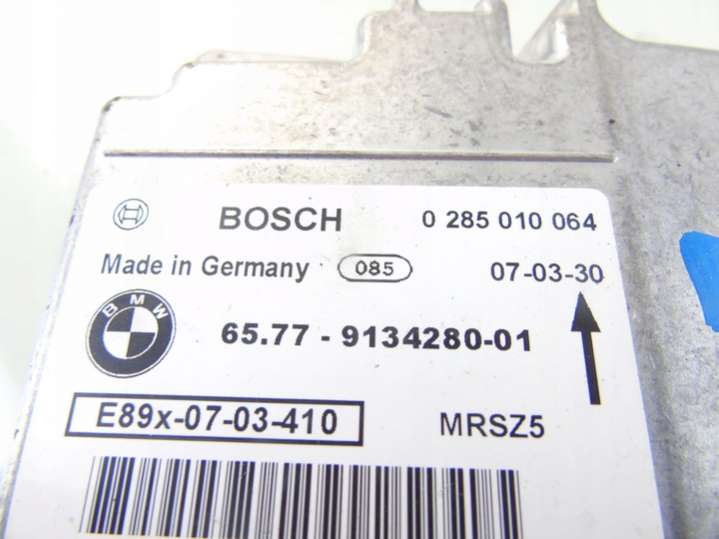 BOSCH 0 285 010 064
Made in Germany 085 07-03-30
BMW
65.77 - 9134280-01
E89x-07-03-410 MRSZ5